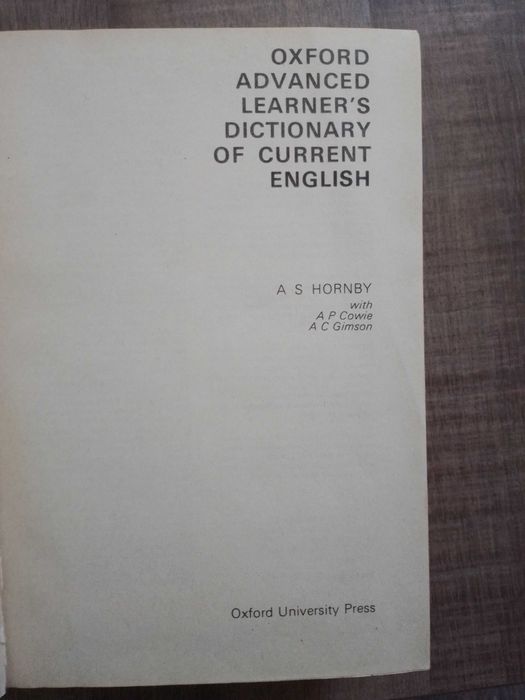 OXFORD
ADVANCED
LEARNER'S
DICTIONARY
OF CURRENT
ENGLISH
A S HORNBY
with
A P Cowie
A C Gimson
Oxford University Press